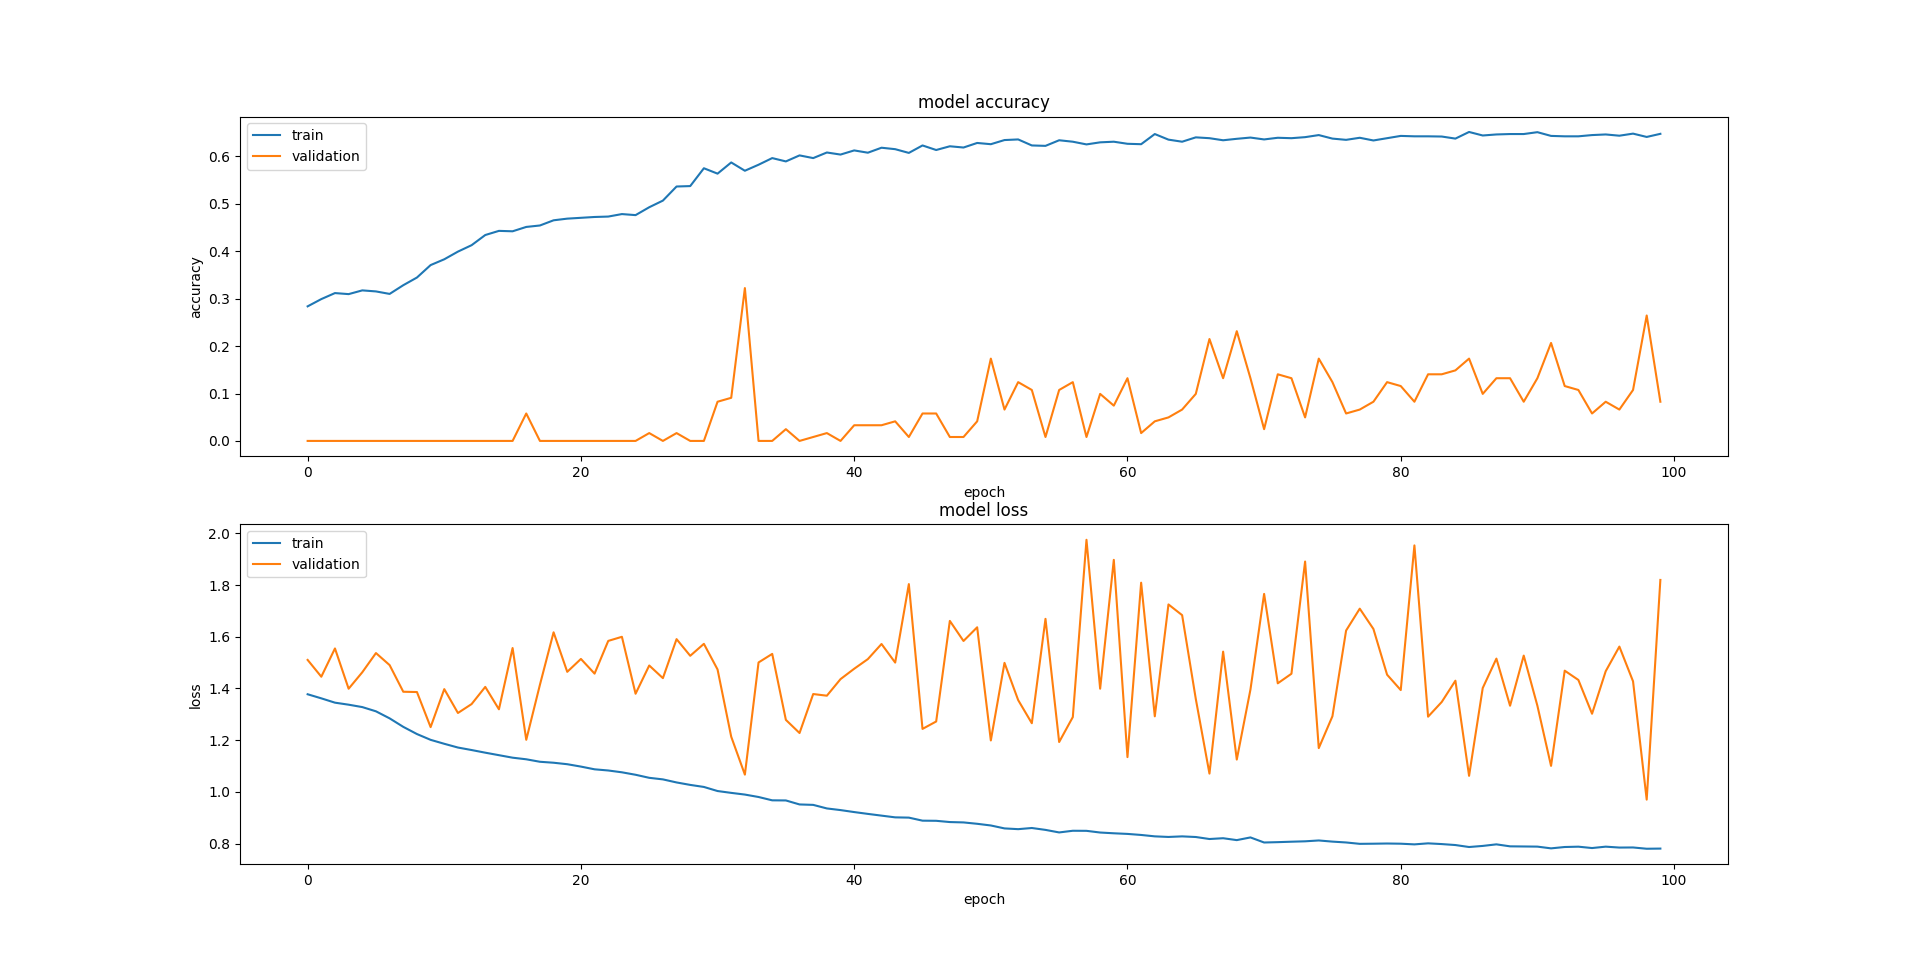 model accuracy
train
validation
0.6
0.5
0.4
0.3
0.2
0.1
0.0
accuracy
0 20 40 60 80 100
epoch
model loss
train
validation
2.0
1.8
1.6
1.4
1.2
1.0
0.8
loss
0 20 40 60 80 100
epoch